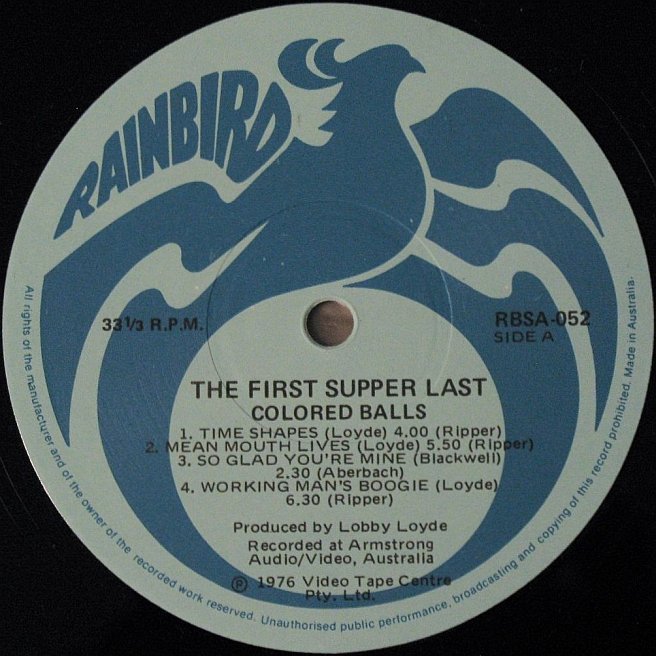 RAINBIRD
33 1/3 R.P.M.
RBSA-052
SIDE A
THE FIRST SUPPER LAST
COLORED BALLS
1. TIME SHAPES (Loyde) 4.00 (Ripper)
2. MEAN MOUTH LIVES (Loyde) 5.50 (Ripper)
3. SO GLAD YOU'RE MINE (Blackwell)
2.30 (Aberbach)
4. WORKING MAN'S BOOGIE (Loyde)
6.30 (Ripper)
Produced by Lobby Loyde
Recorded at Armstrong
Audio/Video, Australia
℗ 1976 Video Tape Centre
Pty. Ltd.
All rights of the manufacturer and of the owner of the recorded work reserved. Unauthorised public performance, broadcasting and copying of this record prohibited. Made in Australia.